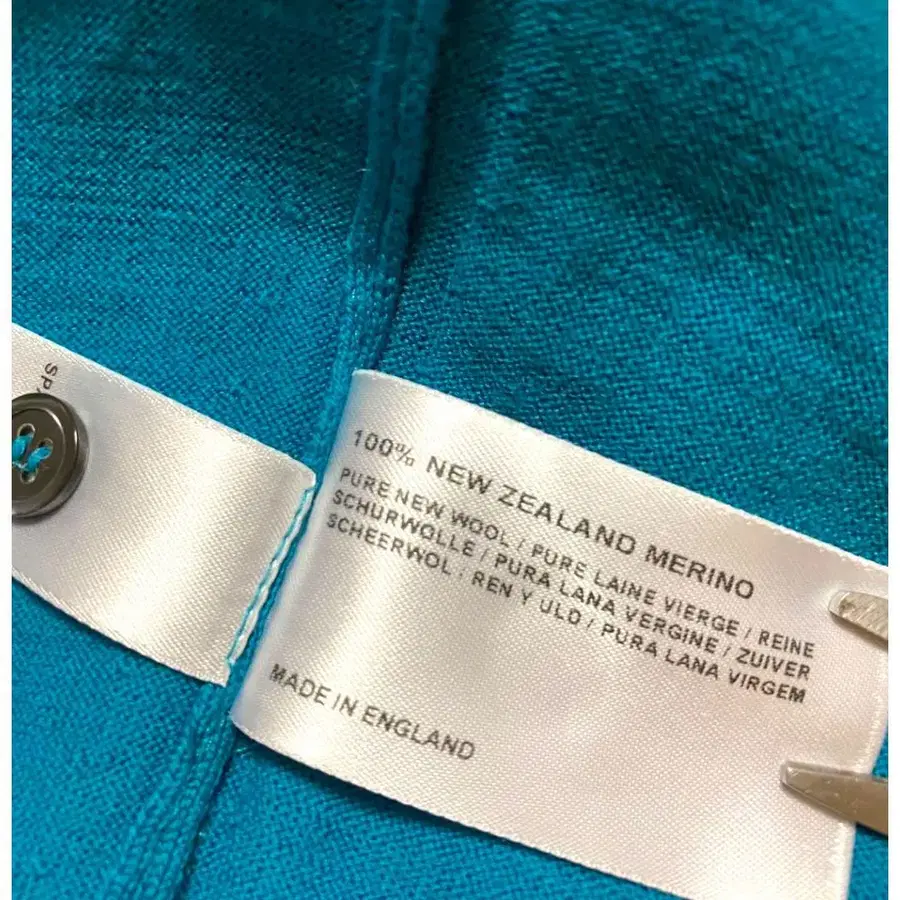 SP
100% NEW ZEALAND MERINO
PURE NEW WOOL / PURE LAINE VIERGE / REINE
SCHURWOLLE / PURA LANA VERGINE / ZUIVER
SCHEERWOL / REN Y ULD / PURA LANA VIRGEM
MADE IN ENGLAND